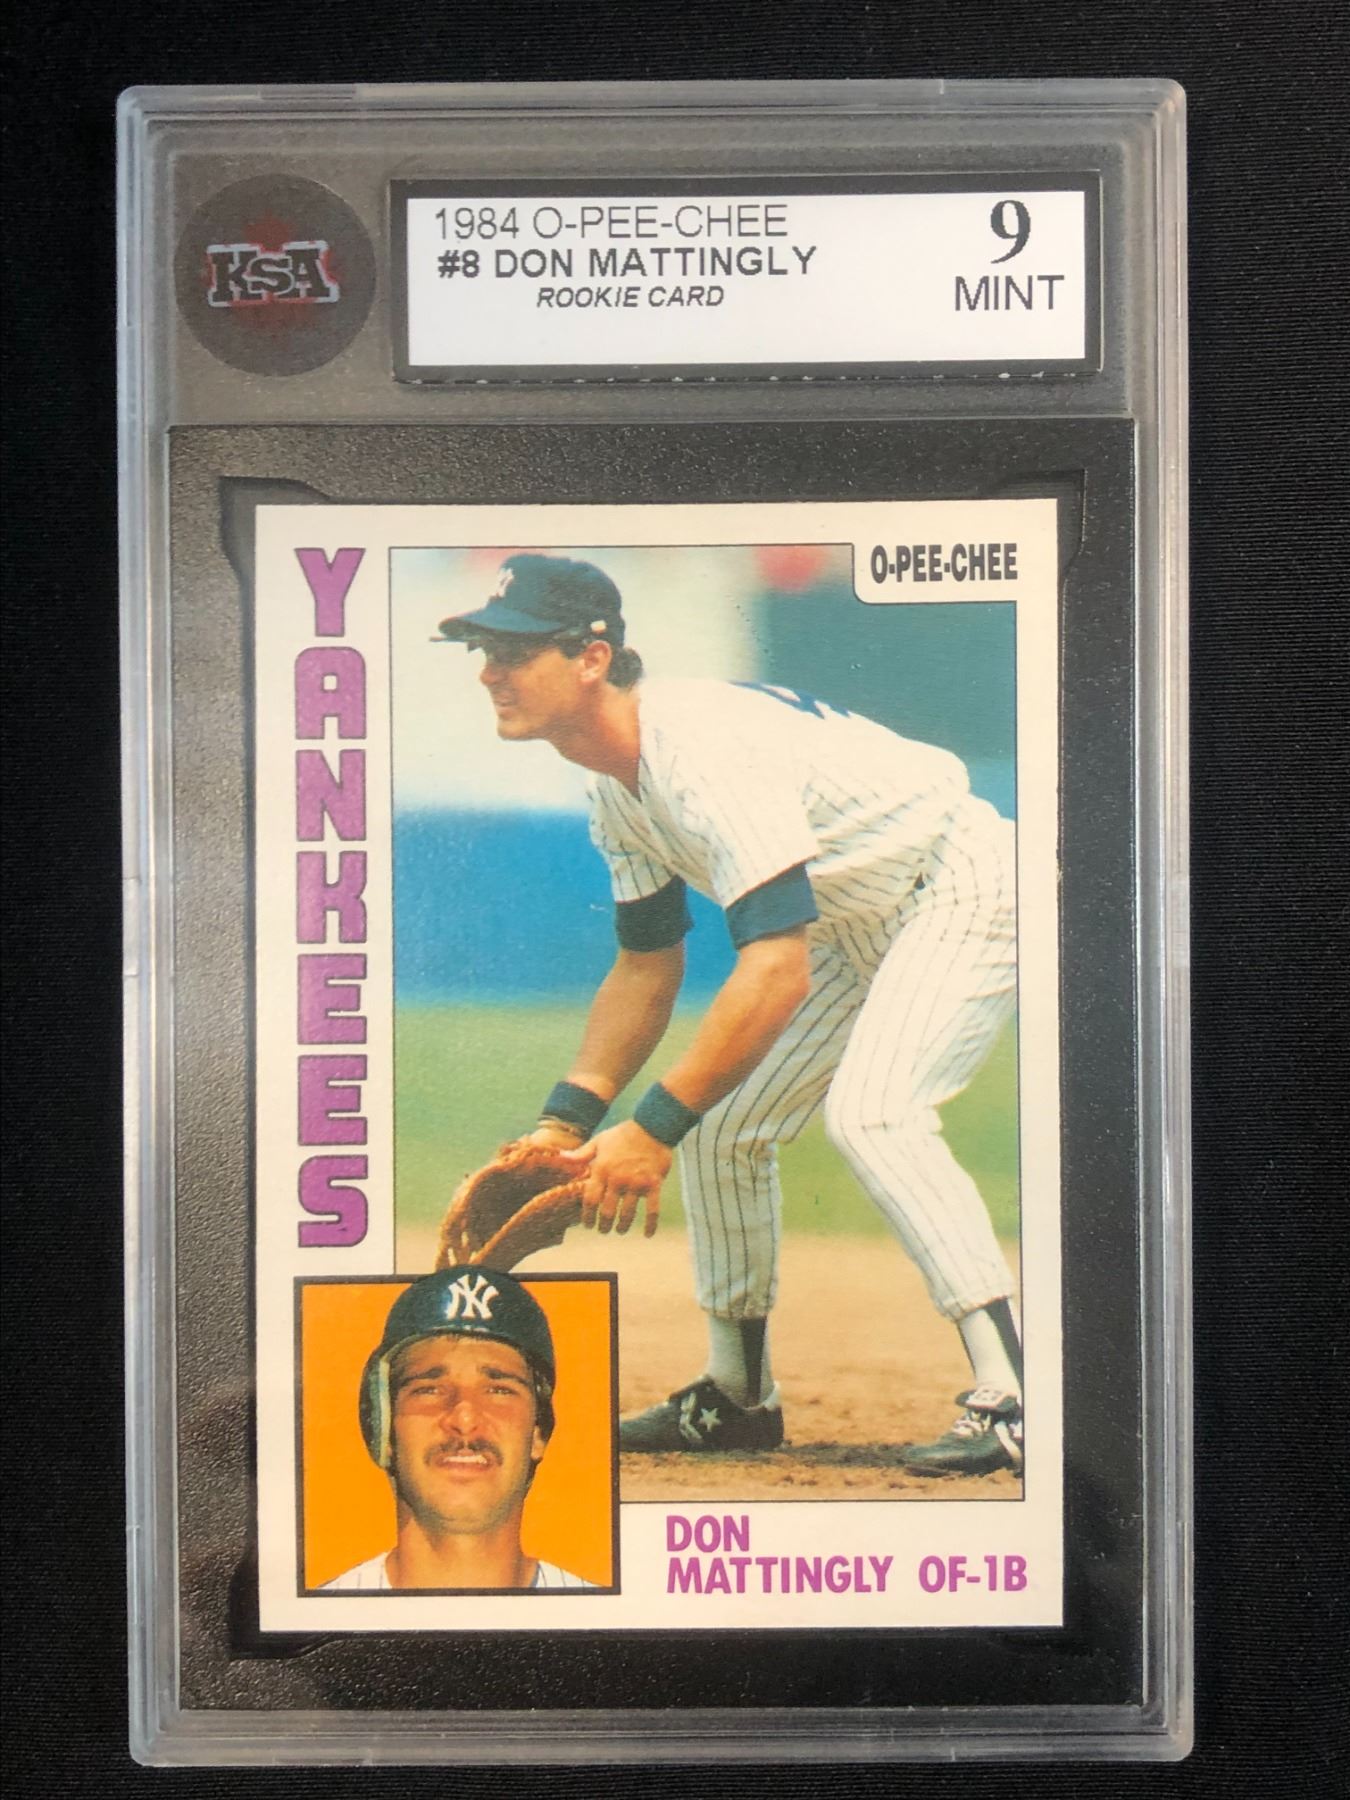 KSA
1984 O-PEE-CHEE
#8 DON MATTINGLY
ROOKIE CARD
9
MINT
O-PEE-CHEE
YANKEES
NY
NY
DON
MATTINGLY OF-1B